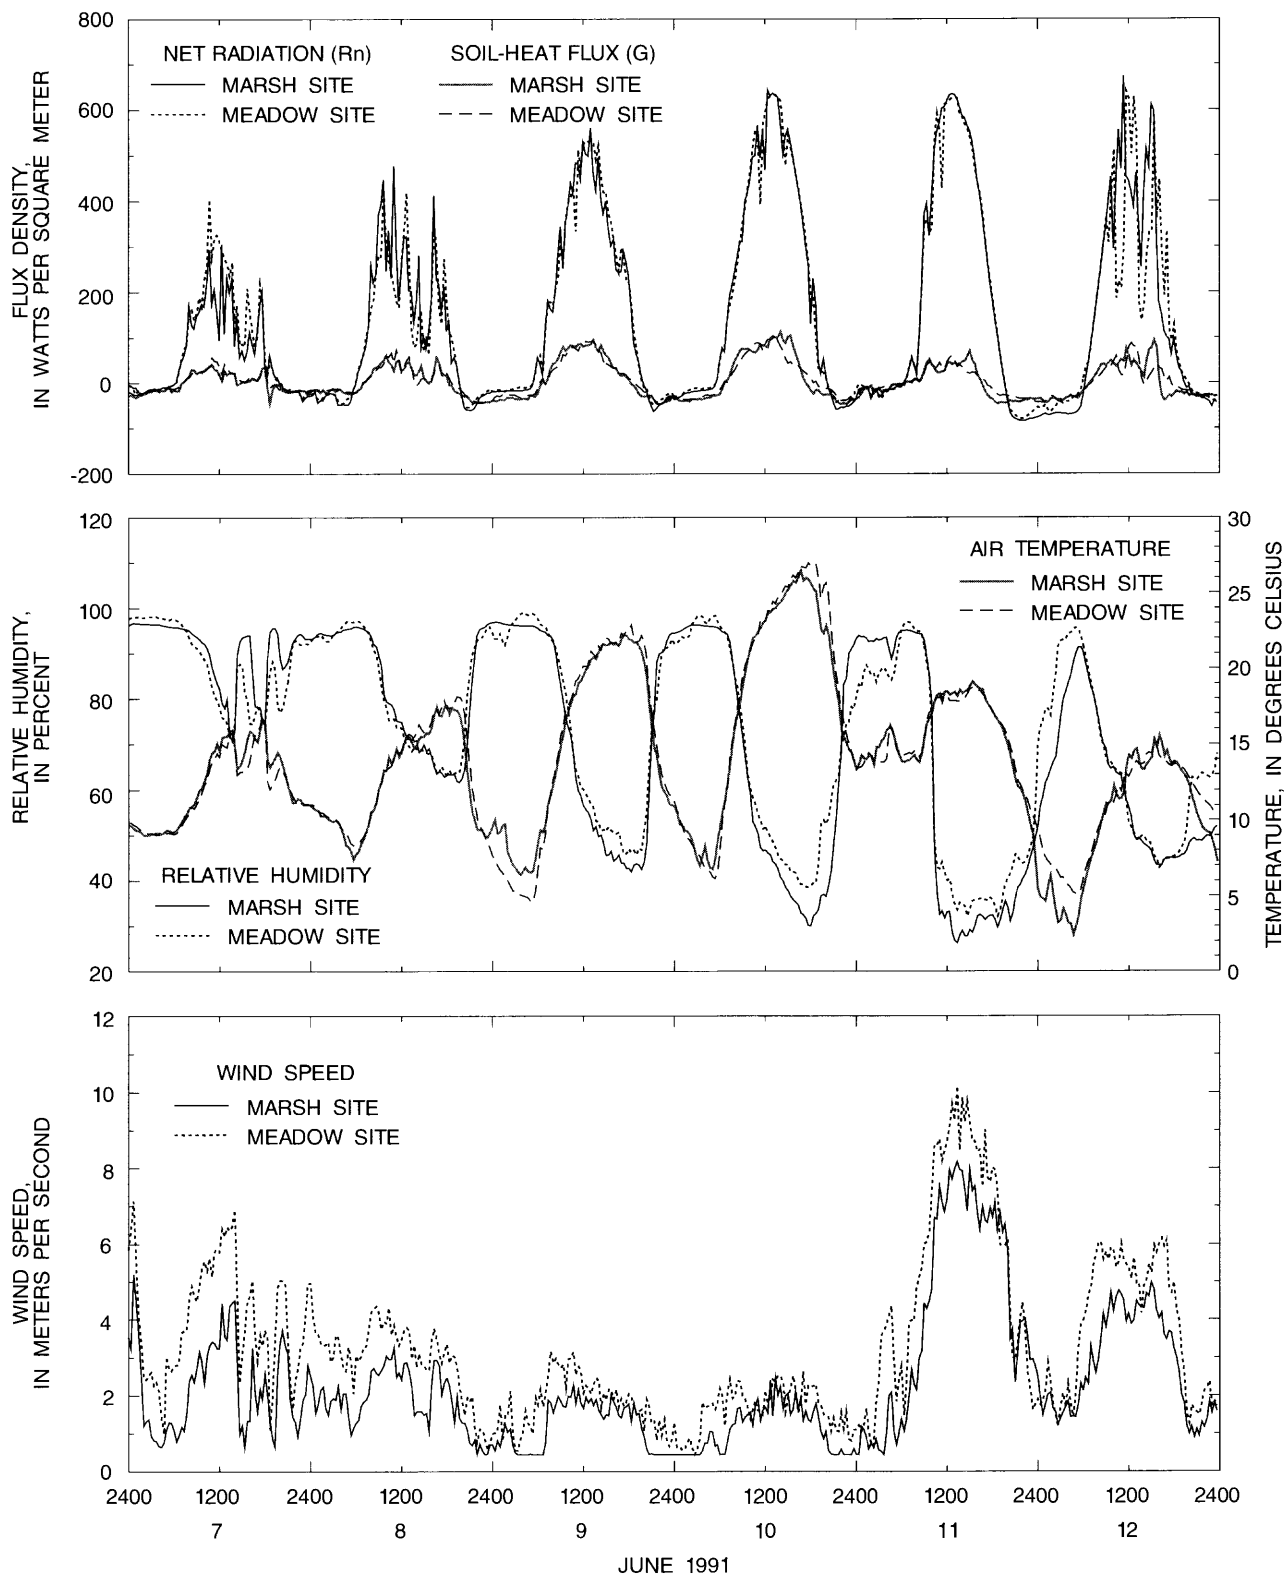 800
600
400
200
0
-200
FLUX DENSITY,
IN WATTS PER SQUARE METER
NET RADIATION (Rn)
MARSH SITE
MEADOW SITE
SOIL-HEAT FLUX (G)
MARSH SITE
MEADOW SITE
120
100
80
60
40
20
RELATIVE HUMIDITY,
IN PERCENT
AIR TEMPERATURE
MARSH SITE
MEADOW SITE
RELATIVE HUMIDITY
MARSH SITE
MEADOW SITE
30
25
20
15
10
5
0
TEMPERATURE, IN DEGREES CELSIUS
12
10
8
6
4
2
0
WIND SPEED,
IN METERS PER SECOND
WIND SPEED
MARSH SITE
MEADOW SITE
2400 1200 2400 1200 2400 1200 2400 1200 2400 1200 2400 1200 2400
7 8 9 10 11 12
JUNE 1991